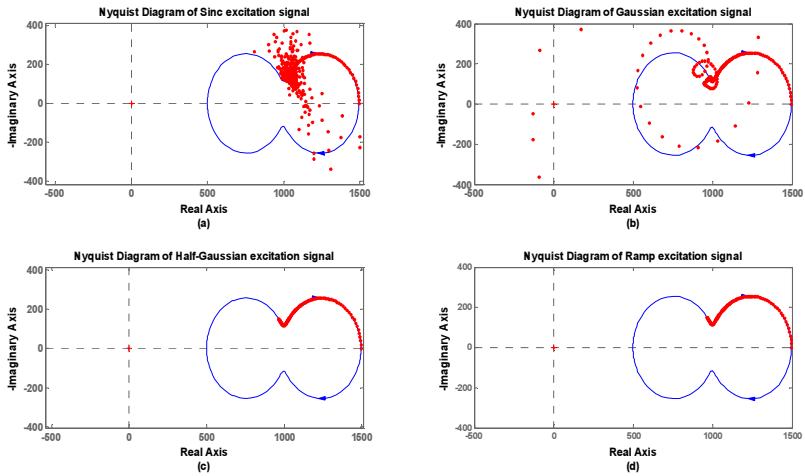 Nyquist Diagram of Sinc excitation signal
400
200
0
-200
-400
-Imaginary Axis
-500 0 500 1000 1500
Real Axis
(a)
Nyquist Diagram of Gaussian excitation signal
400
200
0
-200
-400
-Imaginary Axis
-500 0 500 1000 1500
Real Axis
(b)
Nyquist Diagram of Half-Gaussian excitation signal
400
200
0
-200
-400
-Imaginary Axis
-500 0 500 1000 1500
Real Axis
(c)
Nyquist Diagram of Ramp excitation signal
400
200
0
-200
-400
-Imaginary Axis
-500 0 500 1000 1500
Real Axis
(d)